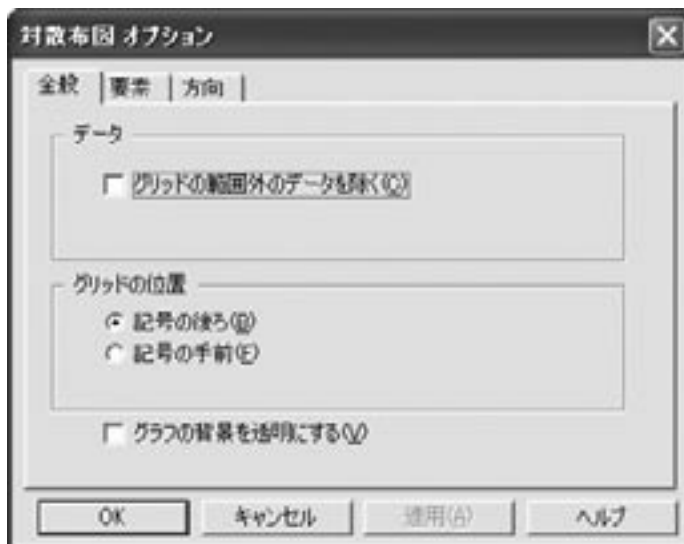 対散布図 オプション
全般 要素 方向
データ
グリッドの範囲外のデータを除く(C)
グリッドの位置
記号の後ろ(B)
記号の手前(F)
グラフの背景を透明にする(V)
OK キャンセル 適用(A) ヘルプ